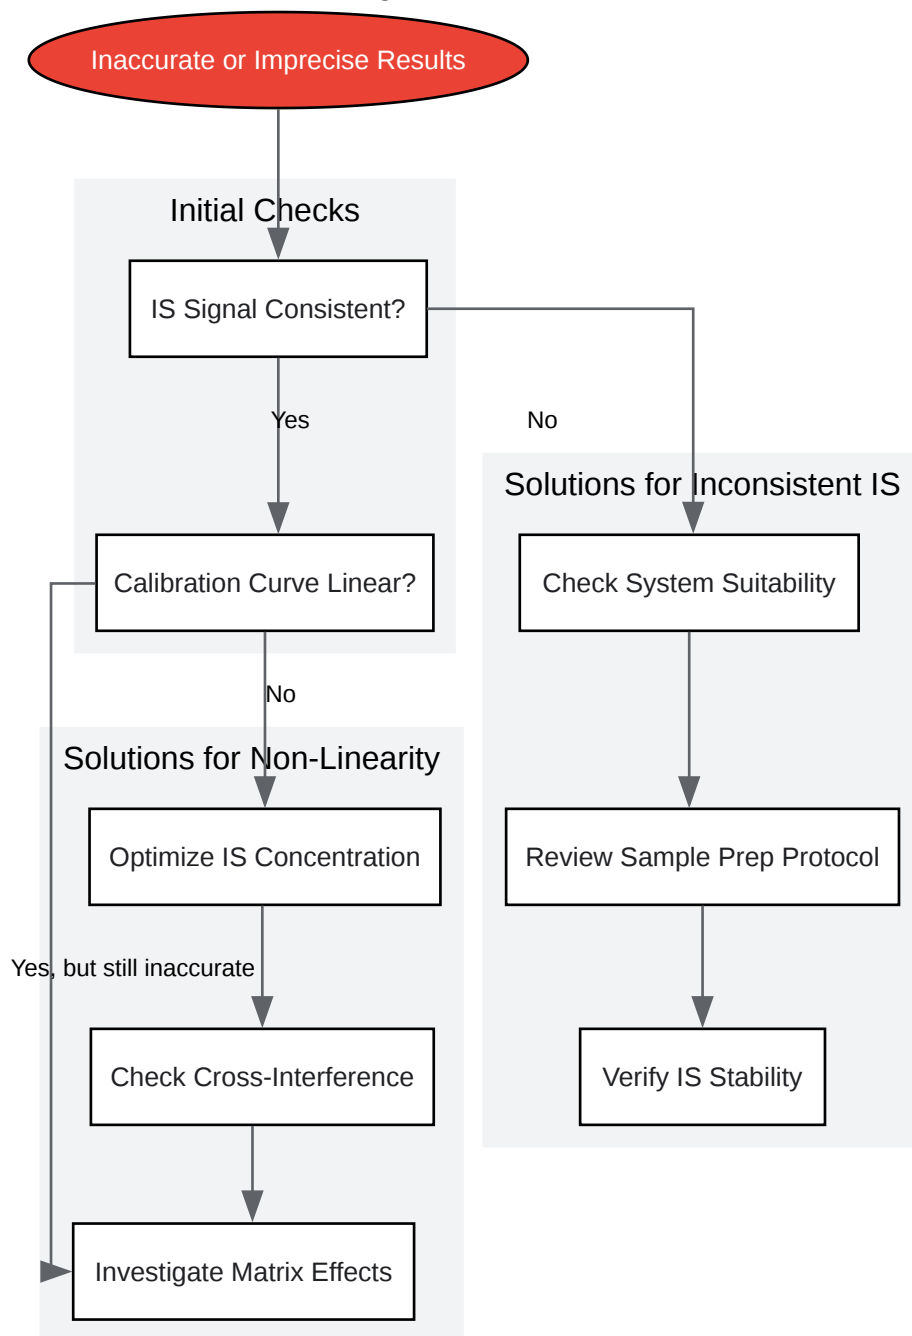 Inaccurate or Imprecise Results
Initial Checks
IS Signal Consistent?
Yes
No
Solutions for Inconsistent IS
Calibration Curve Linear?
Check System Suitability
No
Solutions for Non-Linearity
Optimize IS Concentration
Review Sample Prep Protocol
Yes, but still inaccurate
Check Cross-Interference
Verify IS Stability
Investigate Matrix Effects